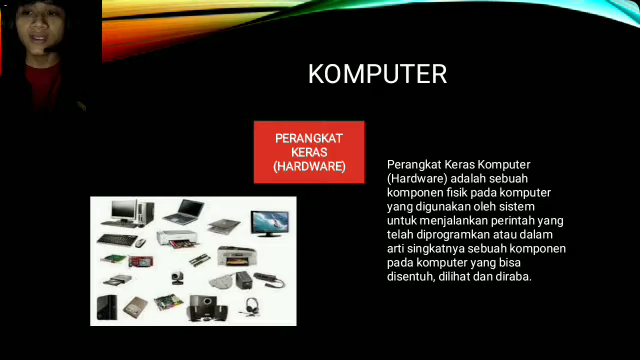 KOMPUTER
PERANGKAT
KERAS
(HARDWARE)
Perangkat Keras Komputer
(Hardware) adalah sebuah
komponen fisik pada komputer
yang digunakan oleh sistem
untuk menjalankan perintah yang
telah diprogramkan atau dalam
arti singkatnya sebuah komponen
pada komputer yang bisa
disentuh, dilihat dan diraba.